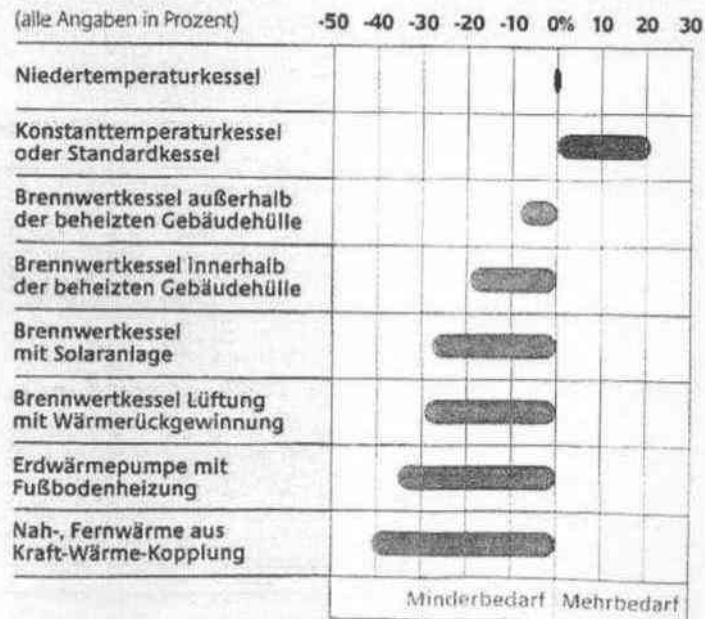 (alle Angaben in Prozent) -50 -40 -30 -20 -10 0% 10 20 30
Niedertemperaturkessel
Konstanttemperaturkessel
oder Standardkessel
Brennwertkessel außerhalb
der beheizten Gebäudehülle
Brennwertkessel innerhalb
der beheizten Gebäudehülle
Brennwertkessel
mit Solaranlage
Brennwertkessel Lüftung
mit Wärmerückgewinnung
Erdwärmepumpe mit
Fußbodenheizung
Nah-, Fernwärme aus
Kraft-Wärme-Kopplung
Minderbedarf Mehrbedarf